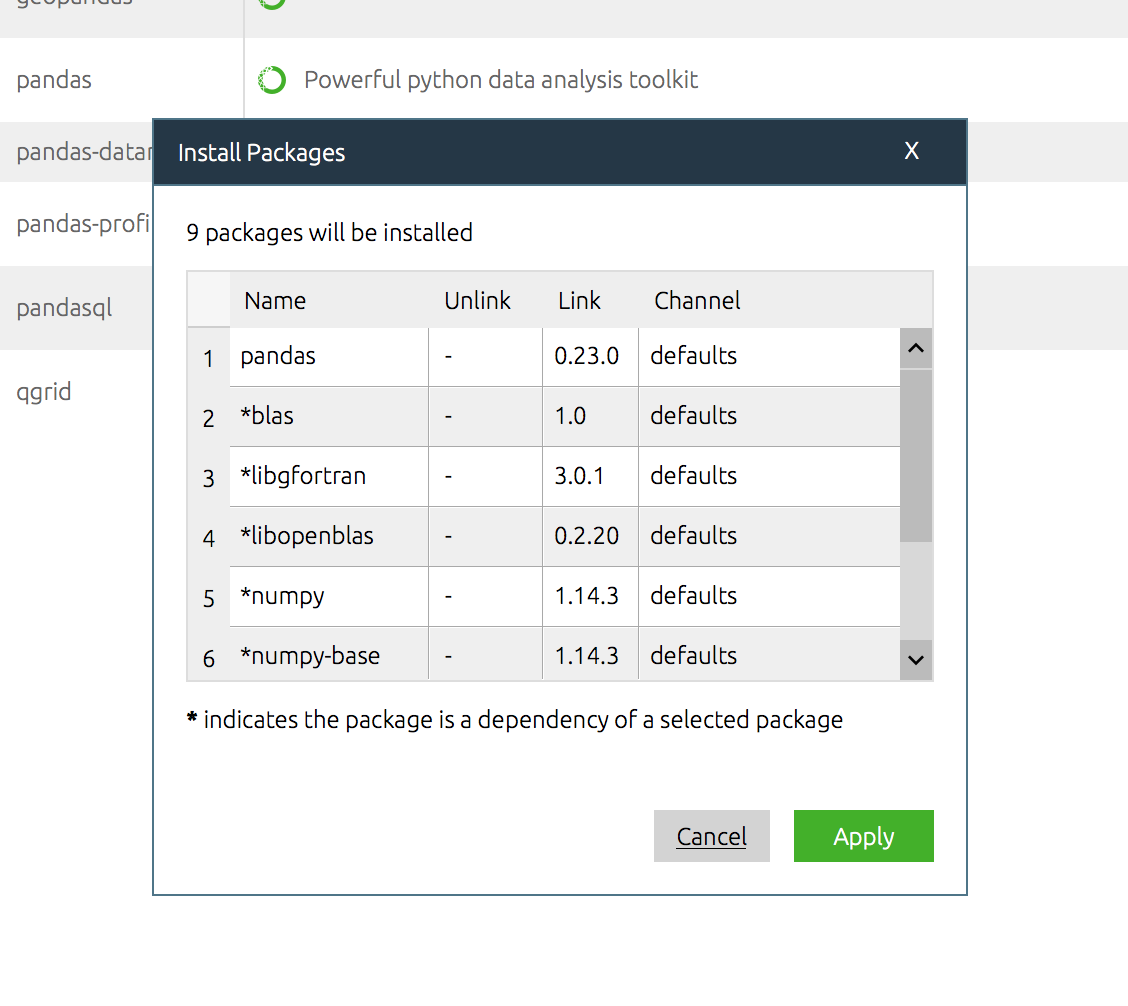 geopandas
pandas Powerful python data analysis toolkit
Install Packages X
pandas-datar
9 packages will be installed
pandas-profi
Name Unlink Link Channel
pandasql
1 pandas - 0.23.0 defaults
qgrid
2 *blas - 1.0 defaults
3 *libgfortran - 3.0.1 defaults
4 *libopenblas - 0.2.20 defaults
5 *numpy - 1.14.3 defaults
6 *numpy-base - 1.14.3 defaults
* indicates the package is a dependency of a selected package
Cancel Apply